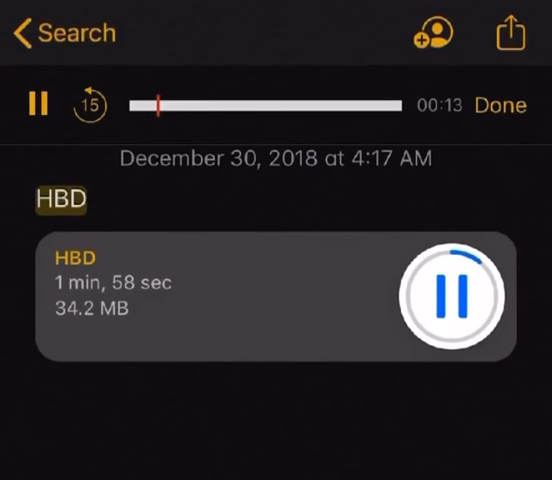 Search
15
00:13 Done
December 30, 2018 at 4:17 AM
HBD
HBD
1 min, 58 sec
34.2 MB